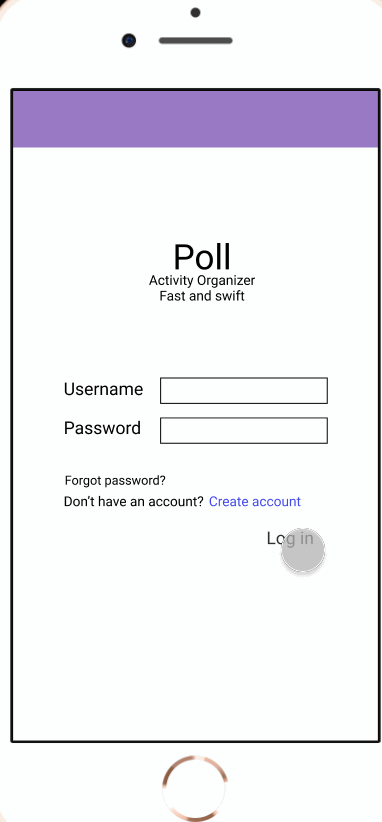 Poll
Activity Organizer
Fast and swift
Username
Password
Forgot password?
Don't have an account? Create account
Log in